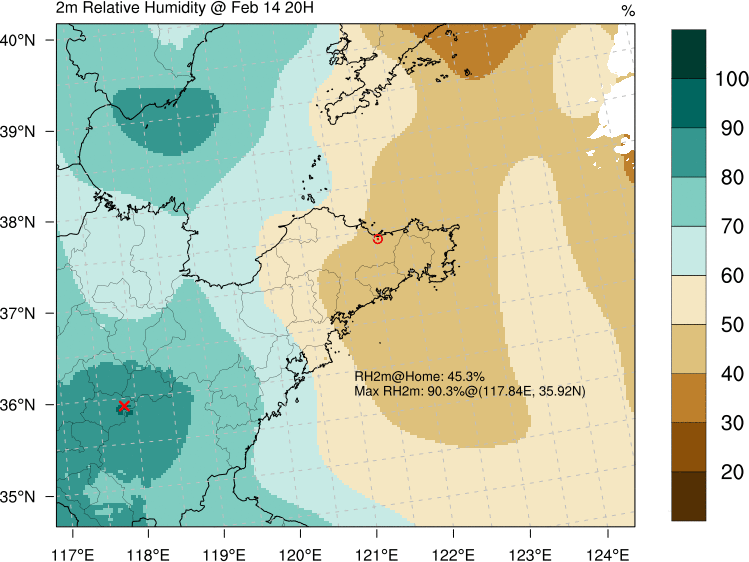 2m Relative Humidity @ Feb 14 20H
%
40°N
39°N
38°N
37°N
36°N
35°N
117°E
118°E
119°E
120°E
121°E
122°E
123°E
124°E
RH2m@Home: 45.3%
Max RH2m: 90.3%@(117.84E, 35.92N)
100
90
80
70
60
50
40
30
20